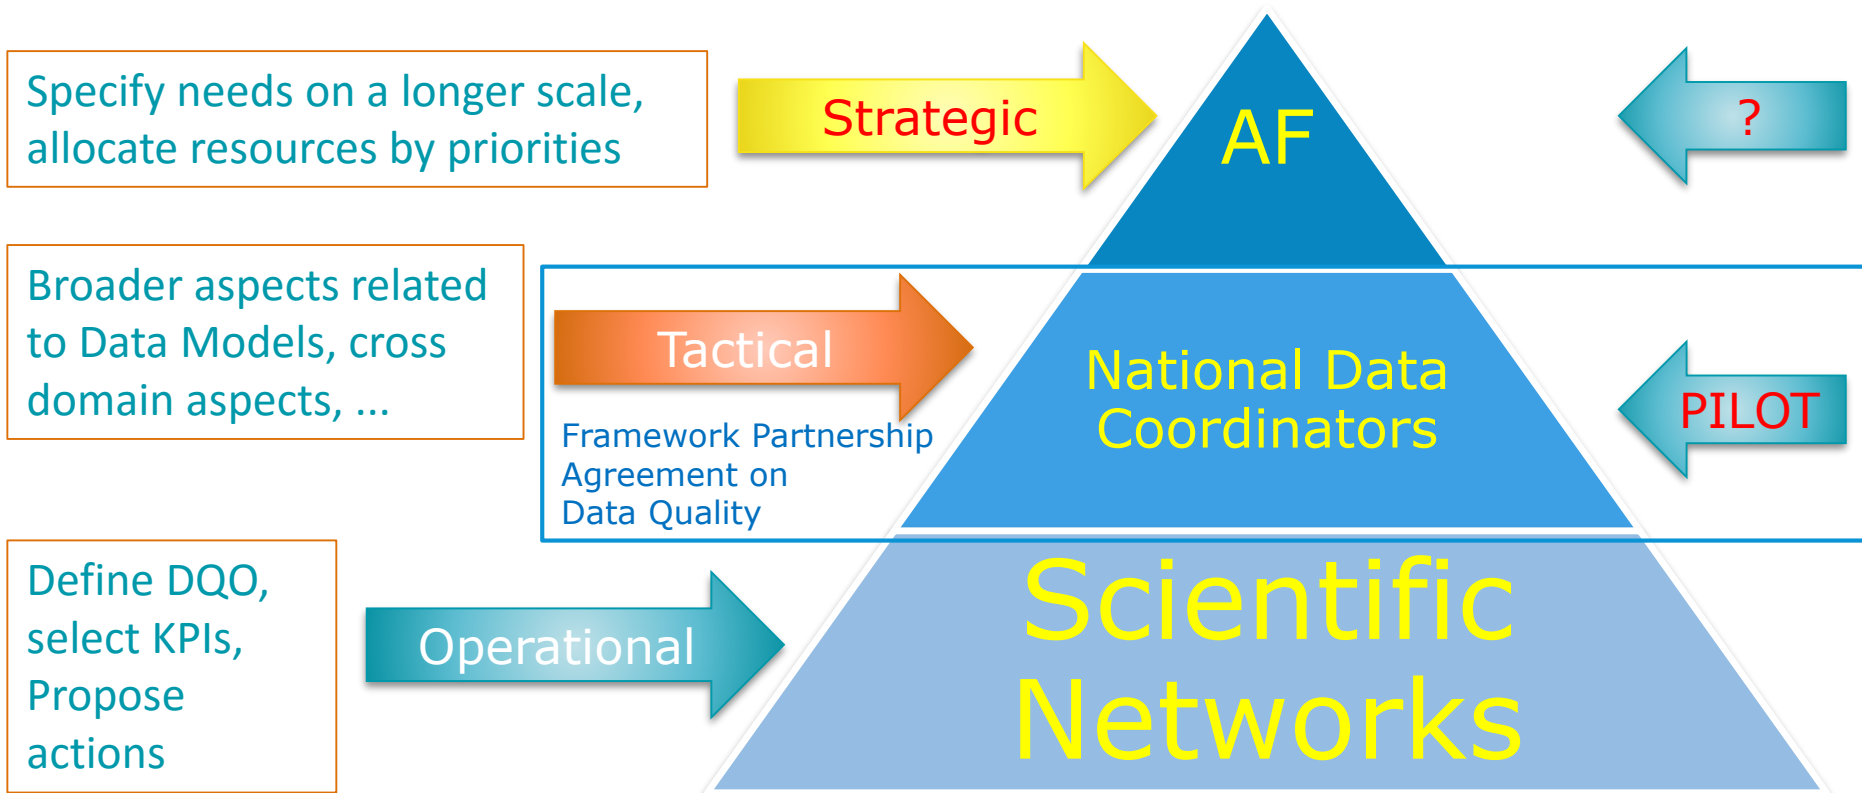 Specify needs on a longer scale,
allocate resources by priorities
Strategic
AF
?
Broader aspects related
to Data Models, cross
domain aspects, ...
Tactical
Framework Partnership
Agreement on
Data Quality
National Data
Coordinators
PILOT
Define DQO,
select KPIs,
Propose
actions
Operational
Scientific
Networks